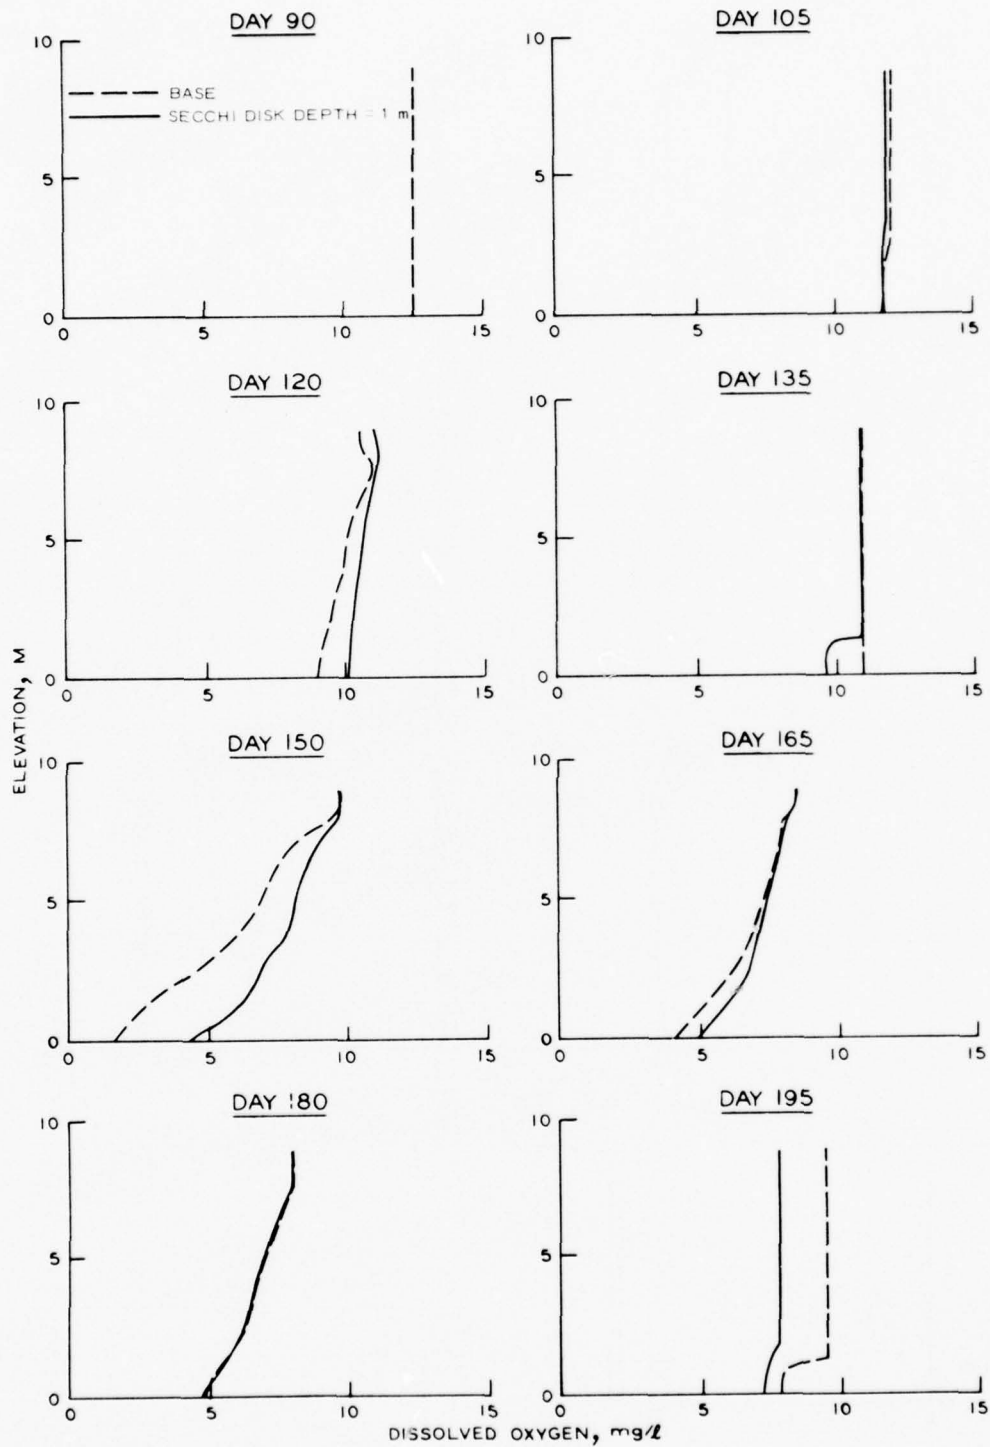 DAY 90
10
5
0
0 5 10 15
BASE
SECCHI DISK DEPTH = 1 m
DAY 105
10
5
0
0 5 10 15
DAY 120
10
5
0
0 5 10 15
DAY 135
10
5
0
0 5 10 15
ELEVATION, M
DAY 150
10
5
0
0 5 10 15
DAY 165
10
5
0
0 5 10 15
DAY 180
10
5
0
0 5 10 15
DAY 195
10
5
0
0 5 10 15
DISSOLVED OXYGEN, mg/ℓ